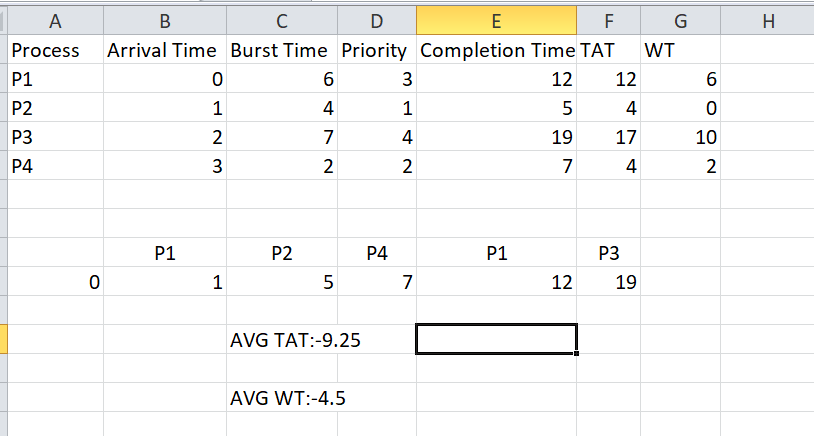 A B C D E F G H
Process Arrival Time Burst Time Priority Completion Time TAT WT
P1 0 6 3 12 12 6
P2 1 4 1 5 4 0
P3 2 7 4 19 17 10
P4 3 2 2 7 4 2
P1 P2 P4 P1 P3
0 1 5 7 12 19
AVG TAT:-9.25
AVG WT:-4.5